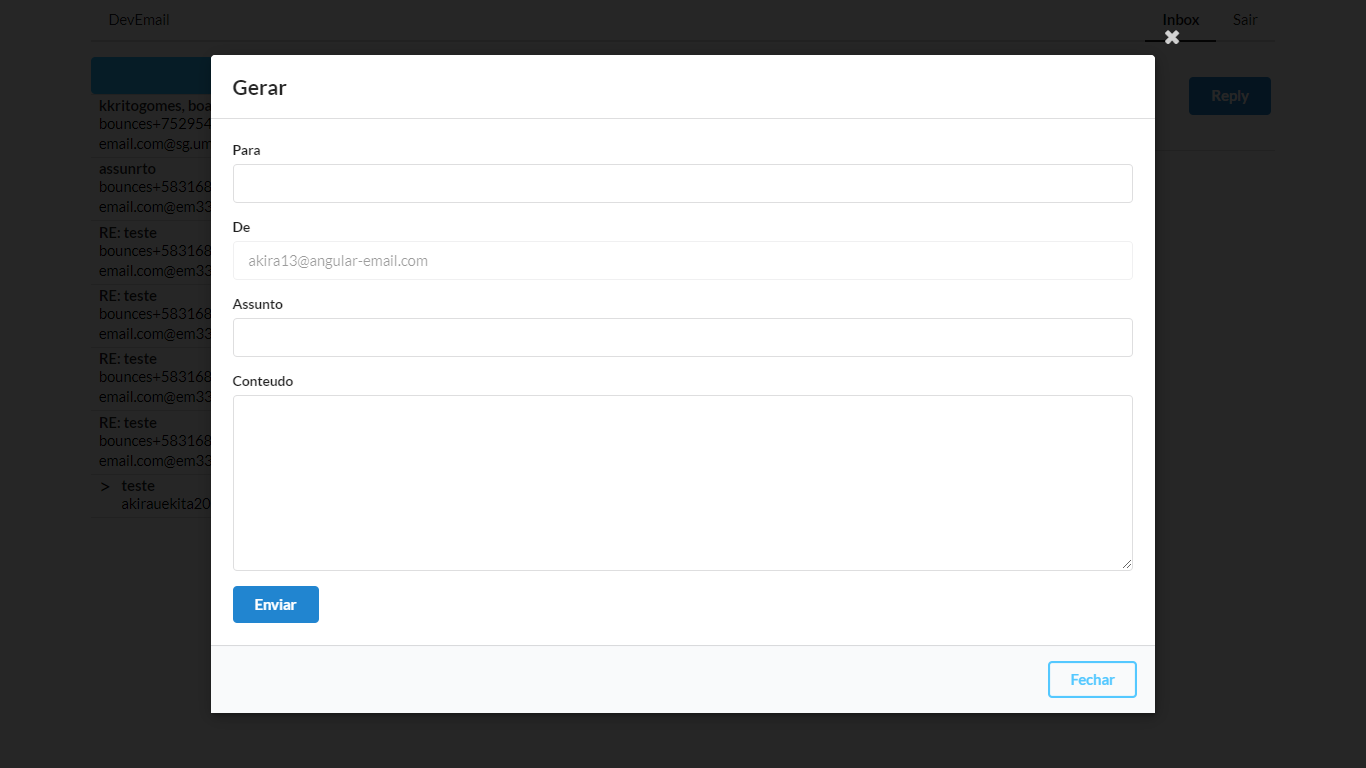 DevEmail
Inbox
Sair
Reply
kkritogomes, boa
bounces+752954
email.com@sg.um
assunrto
bounces+583168
email.com@em33
RE: teste
bounces+583168
email.com@em33
RE: teste
bounces+583168
email.com@em33
RE: teste
bounces+583168
email.com@em33
RE: teste
bounces+583168
email.com@em33
> teste
akirauekita20
Gerar
Para
De
akira13@angular-email.com
Assunto
Conteudo
Enviar
Fechar